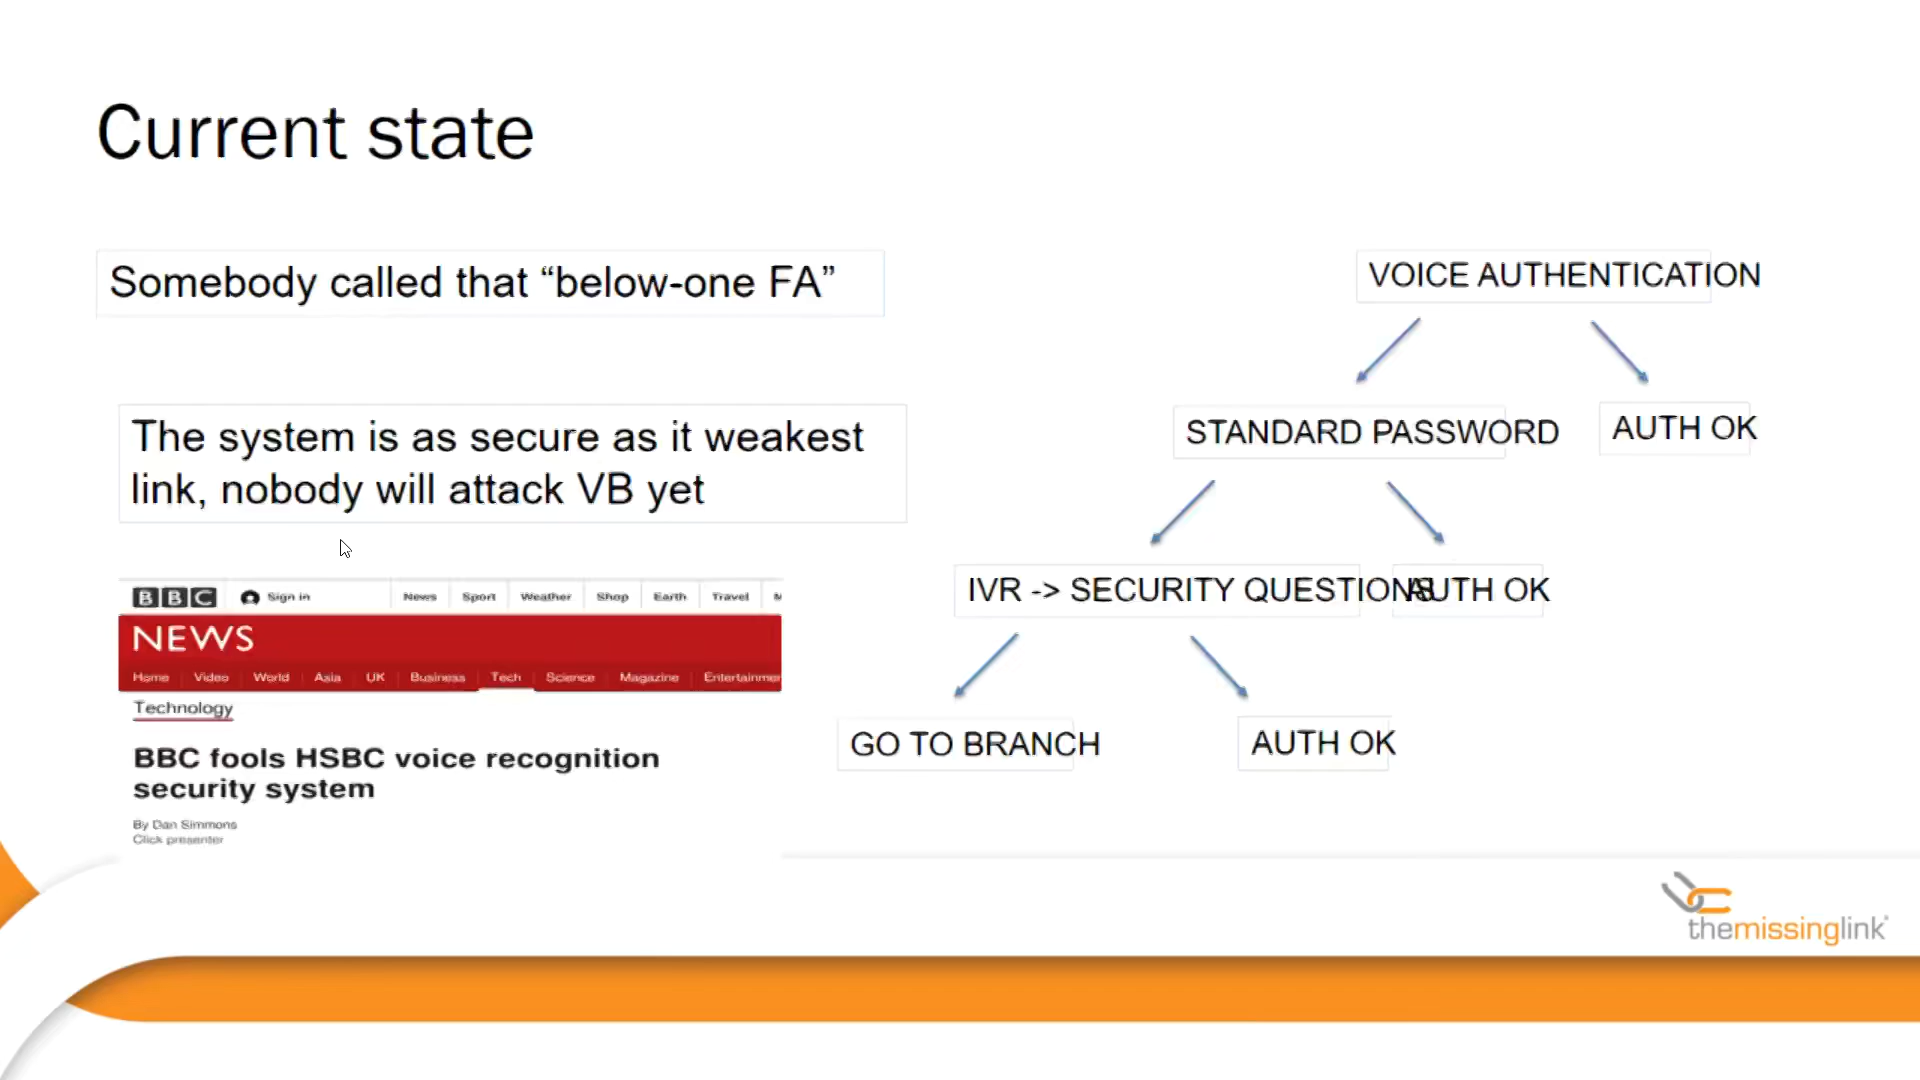 Current state
Somebody called that “below-one FA”
The system is as secure as it weakest
link, nobody will attack VB yet
BBC Sign in News Sport Weather Shop Earth Travel
NEWS
Home Video World Asia UK Business Tech Science Magazine Entertainmen
Technology
BBC fools HSBC voice recognition
security system
By Dan Simmons
Click presenter
VOICE AUTHENTICATION
STANDARD PASSWORD AUTH OK
IVR -> SECURITY QUESTIONS AUTH OK
GO TO BRANCH AUTH OK
themissinglink